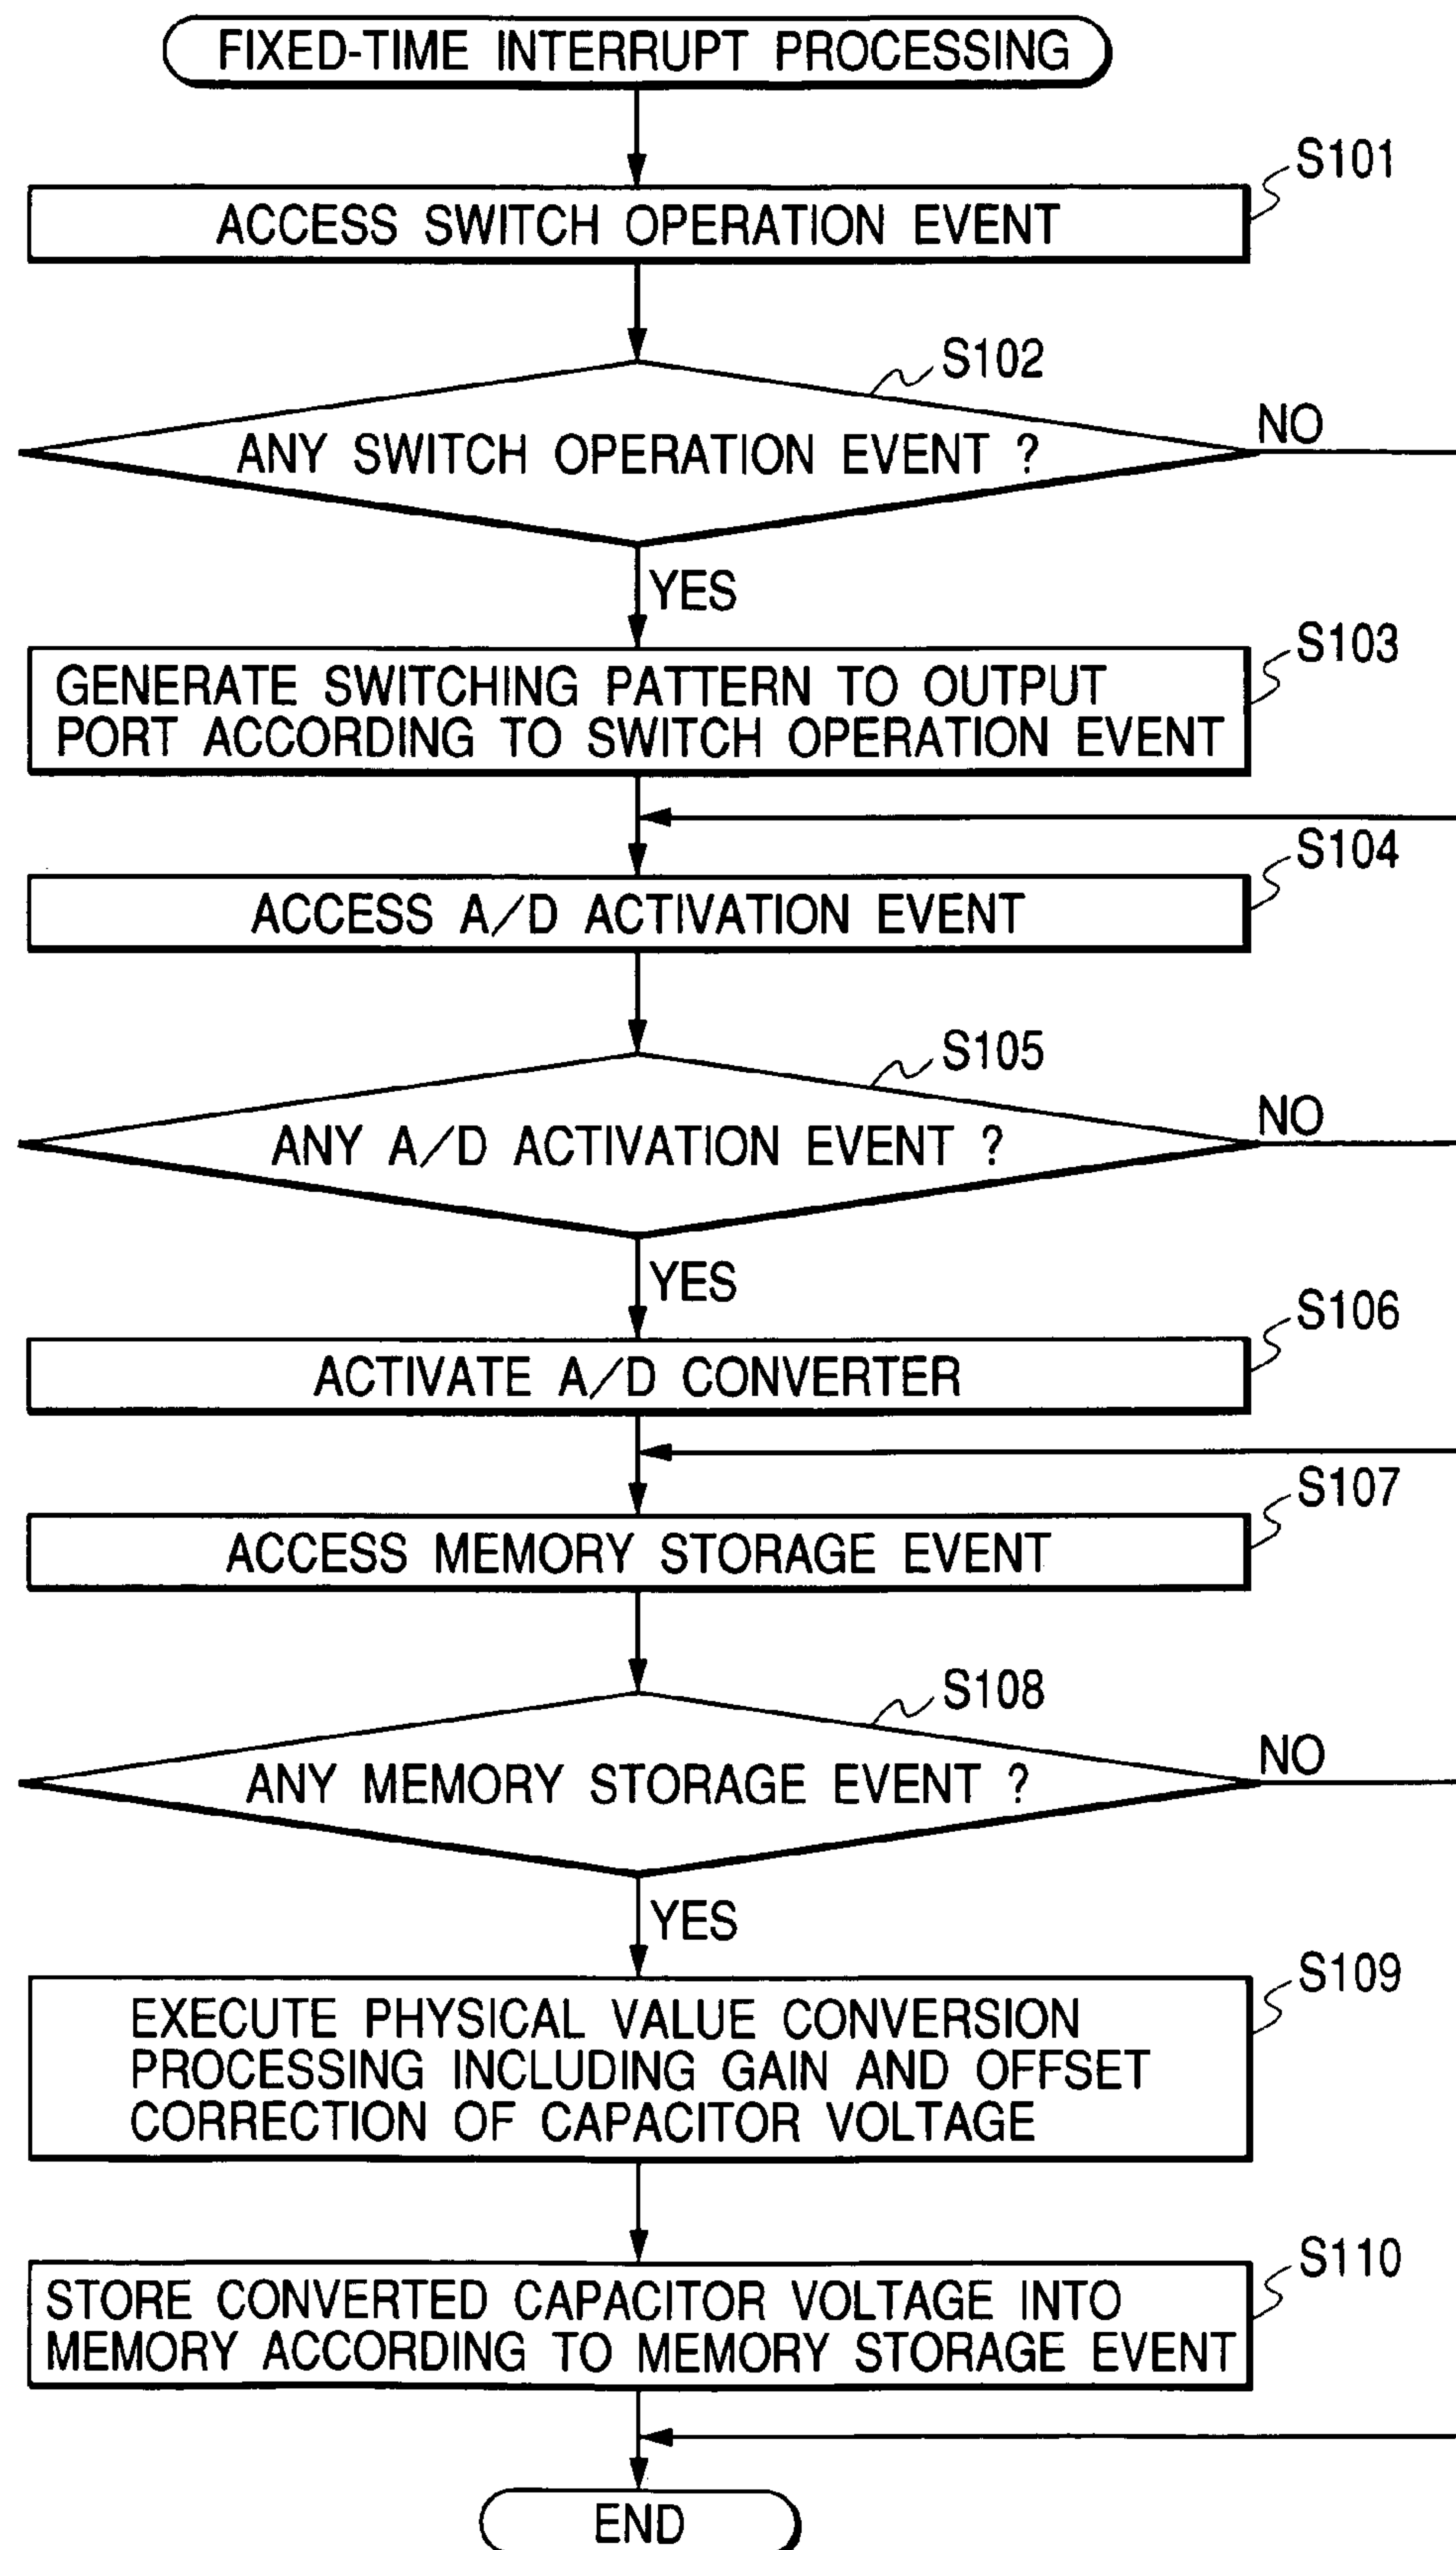 FIXED-TIME INTERRUPT PROCESSING
S101
ACCESS SWITCH OPERATION EVENT
S102
ANY SWITCH OPERATION EVENT ?
NO
YES
S103
GENERATE SWITCHING PATTERN TO OUTPUT
PORT ACCORDING TO SWITCH OPERATION EVENT
S104
ACCESS A/D ACTIVATION EVENT
S105
ANY A/D ACTIVATION EVENT ?
NO
YES
S106
ACTIVATE A/D CONVERTER
S107
ACCESS MEMORY STORAGE EVENT
S108
ANY MEMORY STORAGE EVENT ?
NO
YES
S109
EXECUTE PHYSICAL VALUE CONVERSION
PROCESSING INCLUDING GAIN AND OFFSET
CORRECTION OF CAPACITOR VOLTAGE
S110
STORE CONVERTED CAPACITOR VOLTAGE INTO
MEMORY ACCORDING TO MEMORY STORAGE EVENT
END